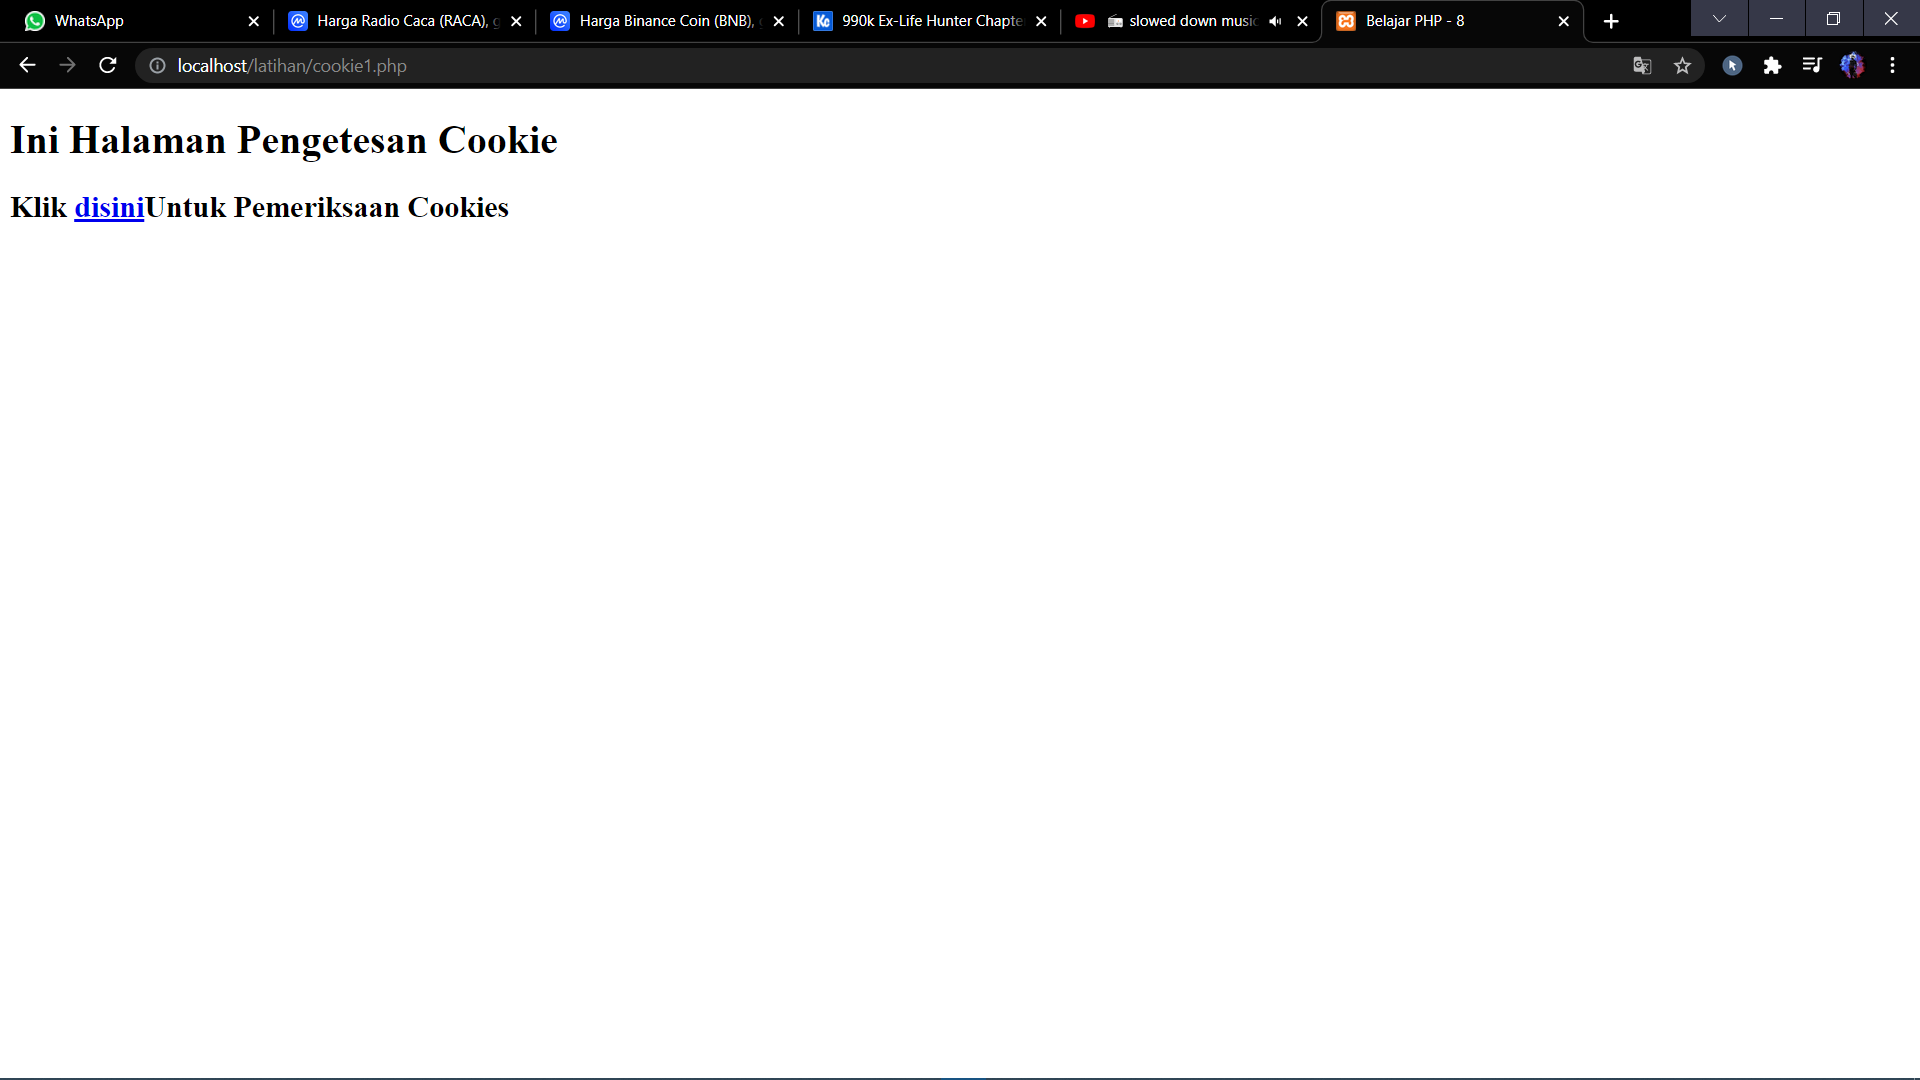 WhatsApp
Harga Radio Caca (RACA),
Harga Binance Coin (BNB),
Kc 990k Ex-Life Hunter Chapte
slowed down music
Belajar PHP - 8
localhost/latihan/cookie1.php
Ini Halaman Pengetesan Cookie
Klik disiniUntuk Pemeriksaan Cookies